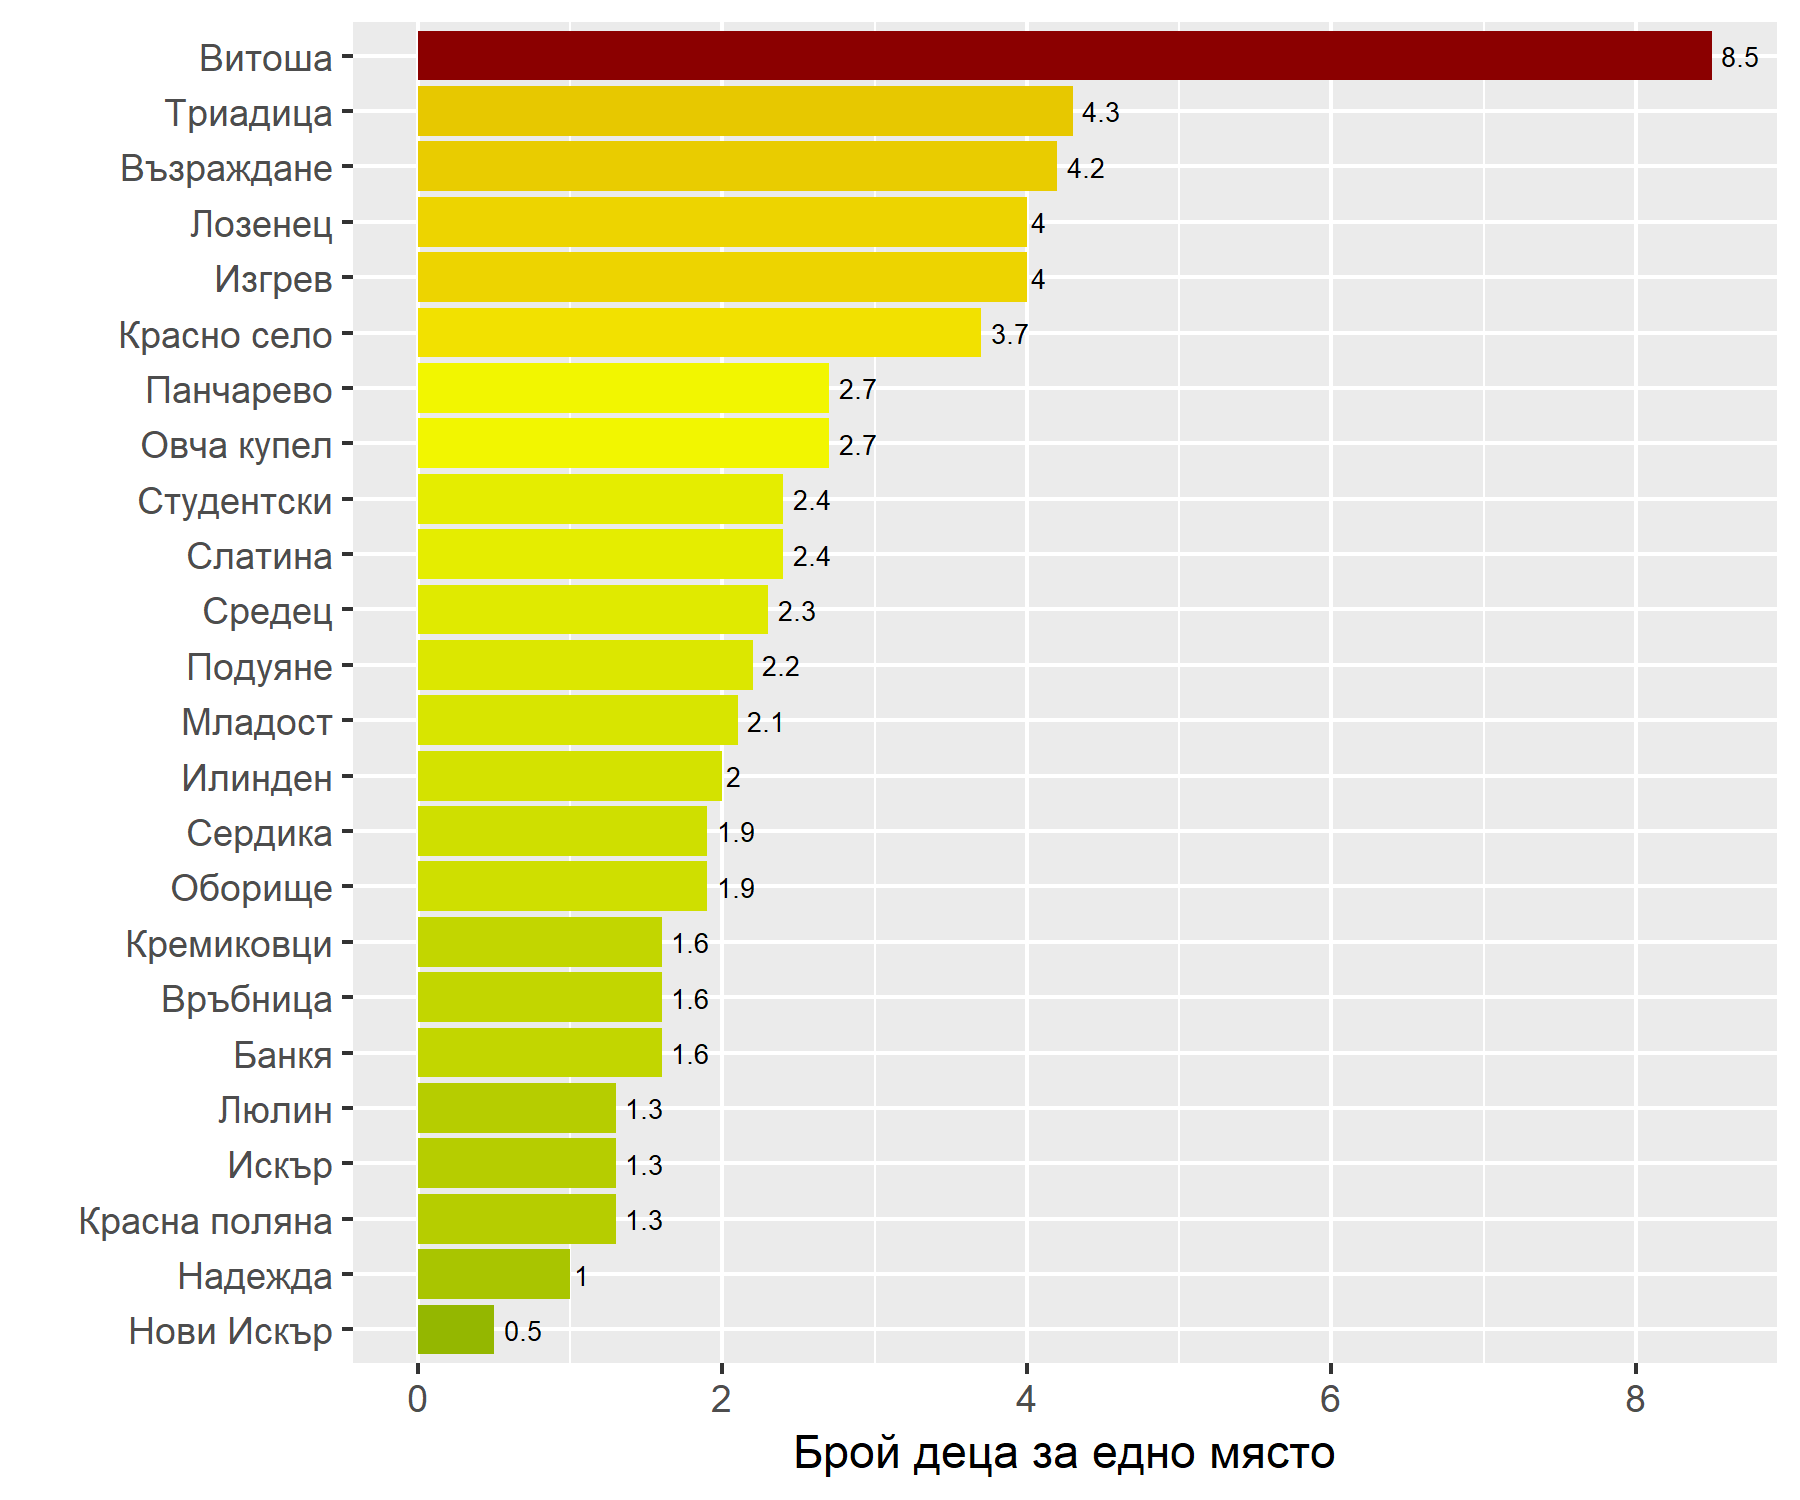 Витоша 8.5
Триадица 4.3
Възраждане 4.2
Лозенец 4
Изгрев 4
Красно село 3.7
Панчарево 2.7
Овча купел 2.7
Студентски 2.4
Слатина 2.4
Средец 2.3
Подуяне 2.2
Младост 2.1
Илинден 2
Сердика 1.9
Оборище 1.9
Кремиковци 1.6
Връбница 1.6
Банкя 1.6
Люлин 1.3
Искър 1.3
Красна поляна 1.3
Надежда 1
Нови Искър 0.5
0 2 4 6 8
Брой деца за едно място